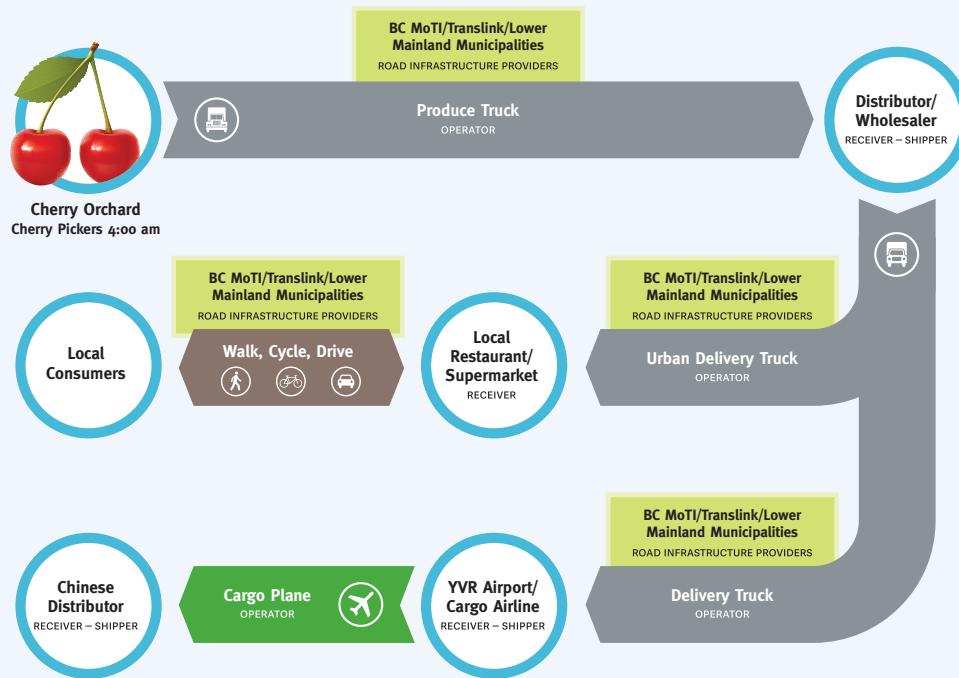 BC MoTI/Translink/Lower
Mainland Municipalities
ROAD INFRASTRUCTURE PROVIDERS
Produce Truck
OPERATOR
Distributor/
Wholesaler
RECEIVER – SHIPPER
Cherry Orchard
Cherry Pickers 4:00 am
Local
Consumers
BC MoTI/Translink/Lower
Mainland Municipalities
ROAD INFRASTRUCTURE PROVIDERS
Walk, Cycle, Drive
Local
Restaurant/
Supermarket
RECEIVER
BC MoTI/Translink/Lower
Mainland Municipalities
ROAD INFRASTRUCTURE PROVIDERS
Urban Delivery Truck
OPERATOR
Chinese
Distributor
RECEIVER – SHIPPER
Cargo Plane
OPERATOR
YVR Airport/
Cargo Airline
RECEIVER – SHIPPER
BC MoTI/Translink/Lower
Mainland Municipalities
ROAD INFRASTRUCTURE PROVIDERS
Delivery Truck
OPERATOR